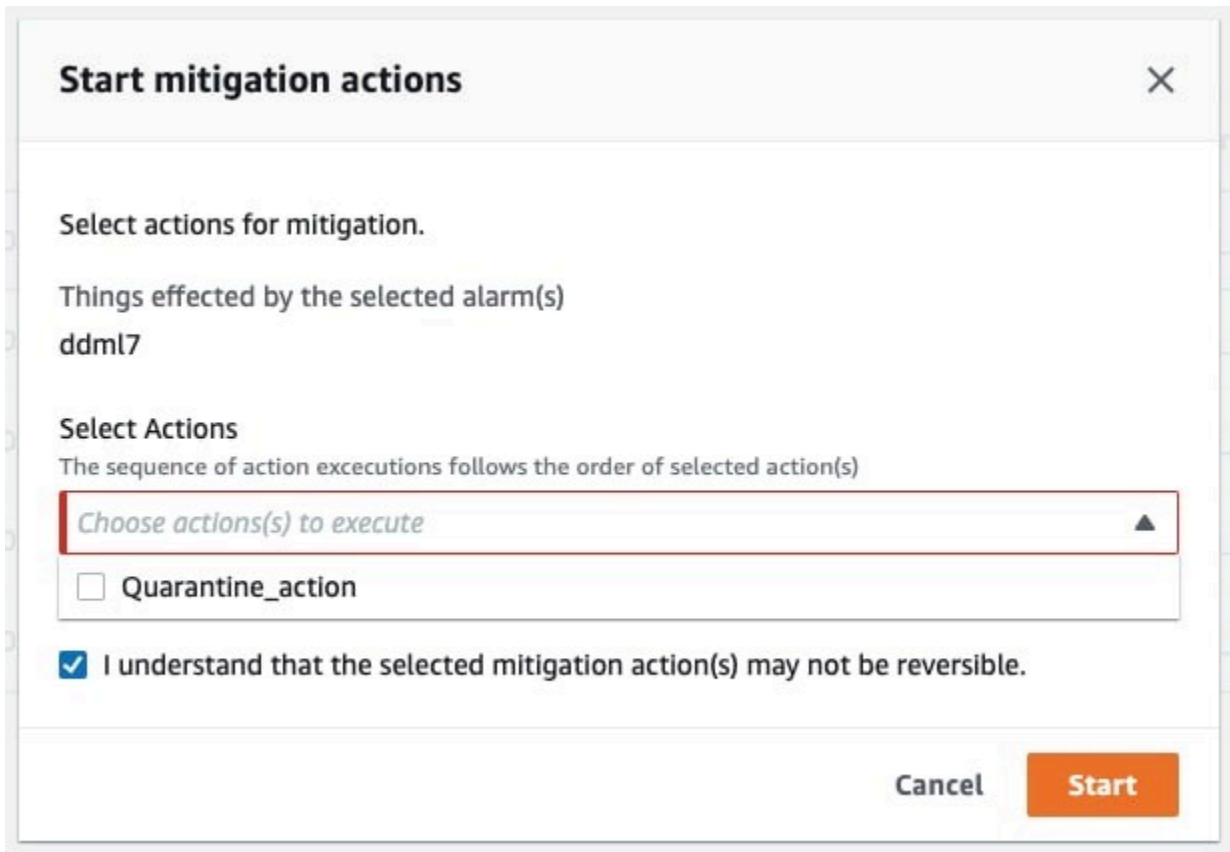 Start mitigation actions
Select actions for mitigation.
Things effected by the selected alarm(s)
ddml7
Select Actions
The sequence of action excecutions follows the order of selected action(s)
Choose actions(s) to execute
Quarantine_action
I understand that the selected mitigation action(s) may not be reversible.
Cancel Start